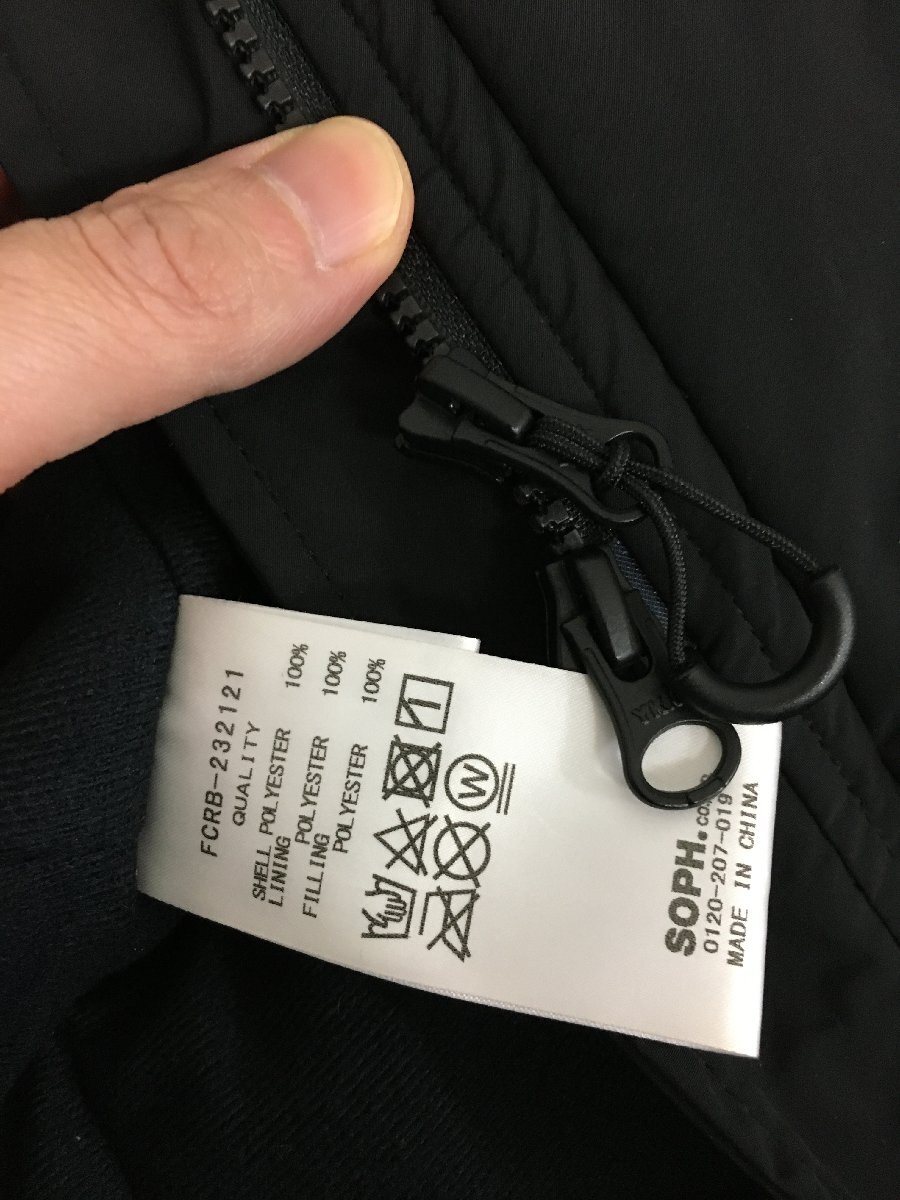 FCRB-232121
QUALITY
SHELL POLYESTER 100%
LINING
POLYESTER 100%
FILLING
POLYESTER 100%
W
SOPH.co.
0120-207-019
MADE IN CHINA